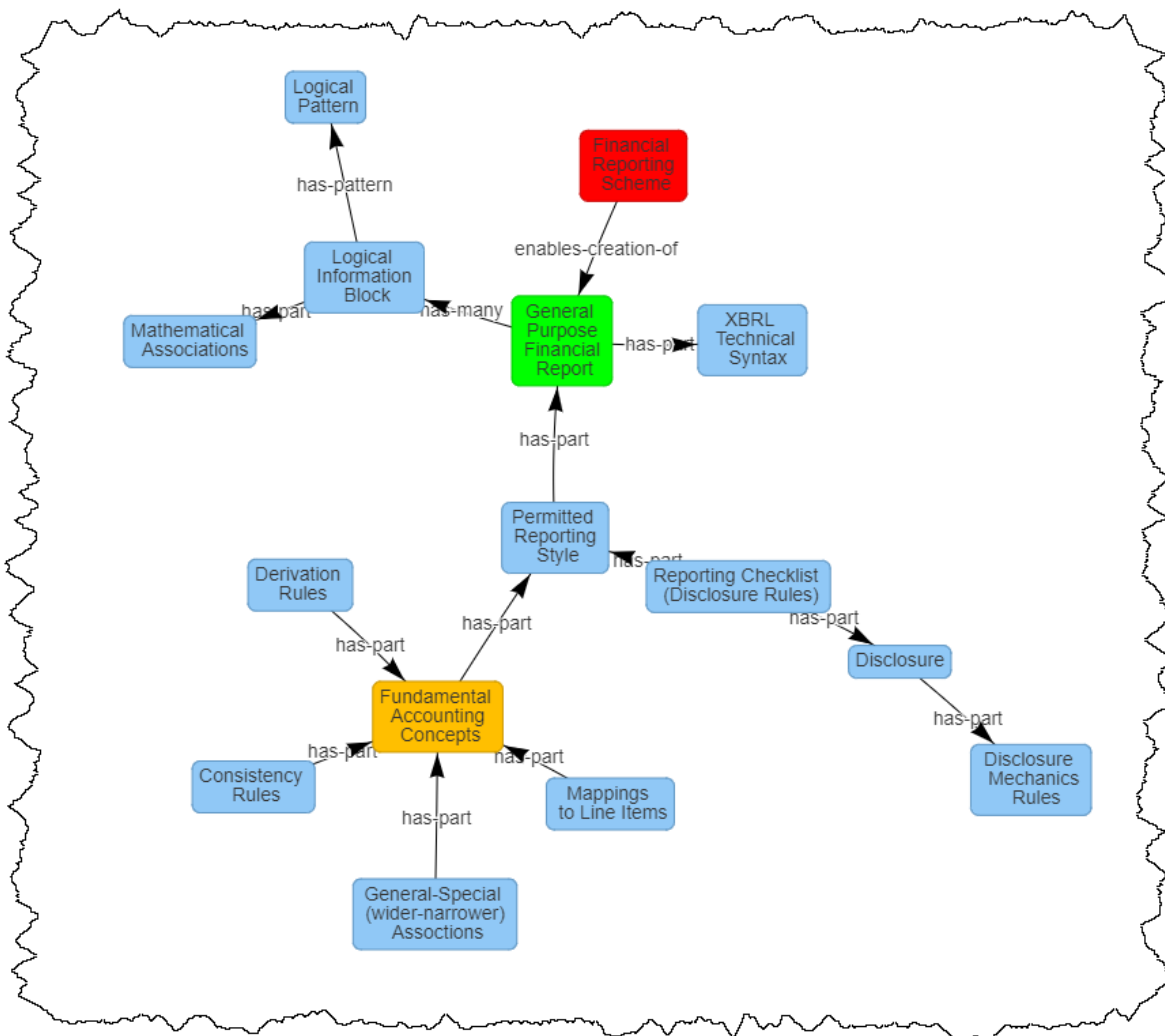 Logical
Pattern
Financial
Reporting
Scheme
has-pattern
enables-creation-of
Logical
Information
Block
General
Purpose
Financial
Report
has-part
has-many
XBRL
Technical
Syntax
Mathematical
Associations
has-part
has-part
Permitted
Reporting
Style
has-part
Derivation
Rules
Reporting Checklist
(Disclosure Rules)
has-part
has-part
has-part
Disclosure
Fundamental
Accounting
Concepts
has-part
has-part
has-part
Consistency
Rules
Mappings
to Line Items
Disclosure
Mechanics
Rules
has-part
General-Special
(wider-narrower)
Assoctions